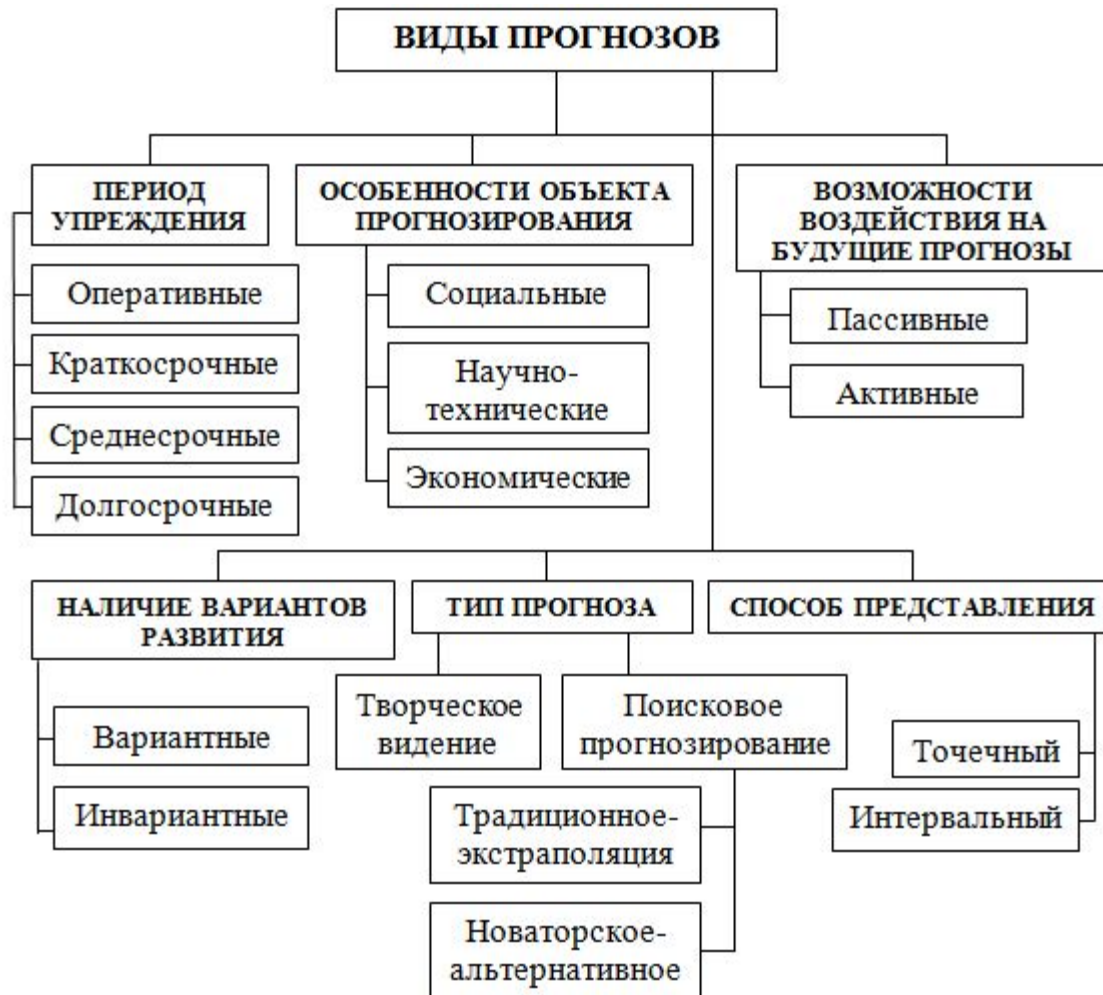 ВИДЫ ПРОГНОЗОВ
ПЕРИОД
УПРЕЖДЕНИЯ
Оперативные
Краткосрочные
Среднесрочные
Долгосрочные
ОСОБЕННОСТИ ОБЪЕКТА
ПРОГНОЗИРОВАНИЯ
Социальные
Научно-
технические
Экономические
ВОЗМОЖНОСТИ
ВОЗДЕЙСТВИЯ НА
БУДУЩИЕ ПРОГНОЗЫ
Пассивные
Активные
НАЛИЧИЕ ВАРИАНТОВ
РАЗВИТИЯ
Вариантные
Инвариантные
ТИП ПРОГНОЗА
Творческое
видение
Поисковое
прогнозирование
Традиционное-
экстраполяция
Новаторское-
альтернативное
СПОСОБ ПРЕДСТАВЛЕНИЯ
Точечный
Интервальный